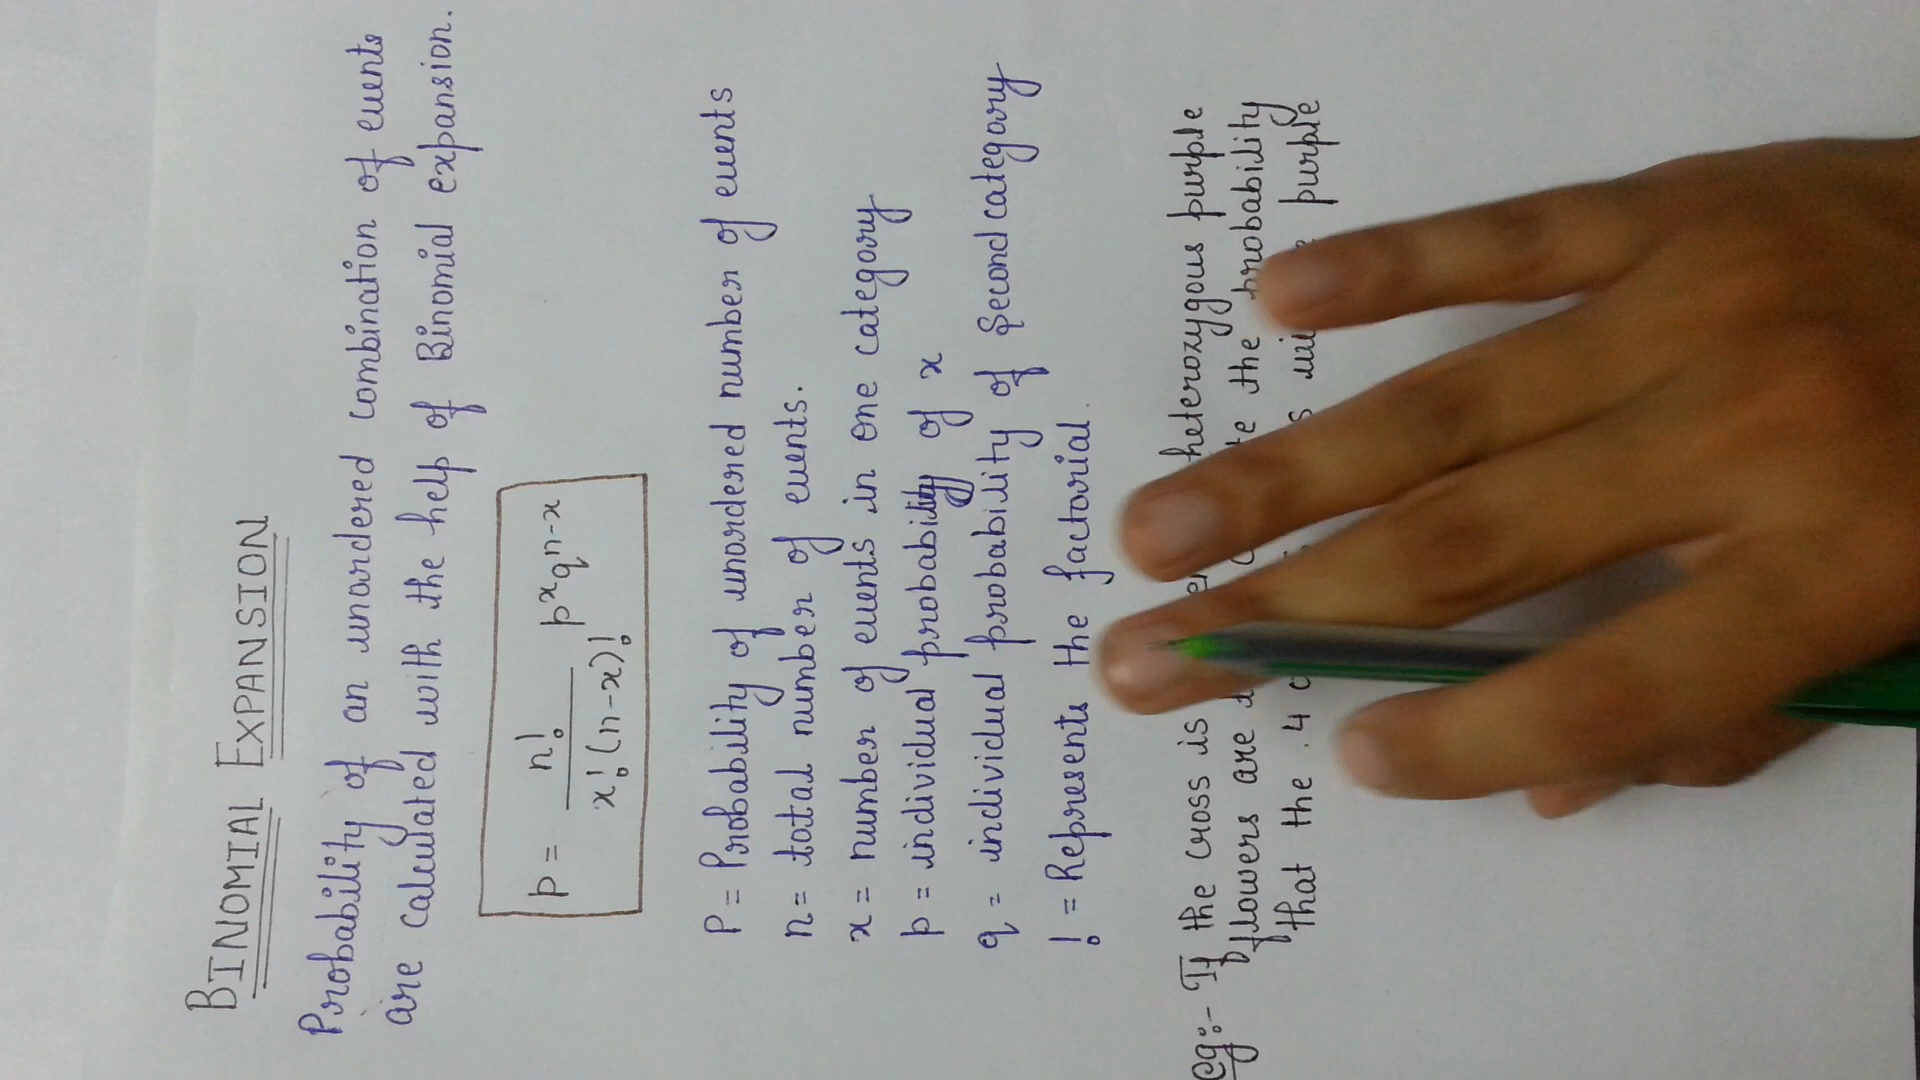 BINOMIAL EXPANSION
Probability of an unordered combination of events
are calculated with the help of Binomial expansion.
p = n! / x!(n-x)! p^x q^n-x
P = Probability of unordered number of events
n = total number of events.
x = number of events in one category
p = individual probability of x
q = individual probability of second category
! = Represents the factorial.
eg:- If the cross is heterozygous purple
flowers are the probability
that the 4 purple